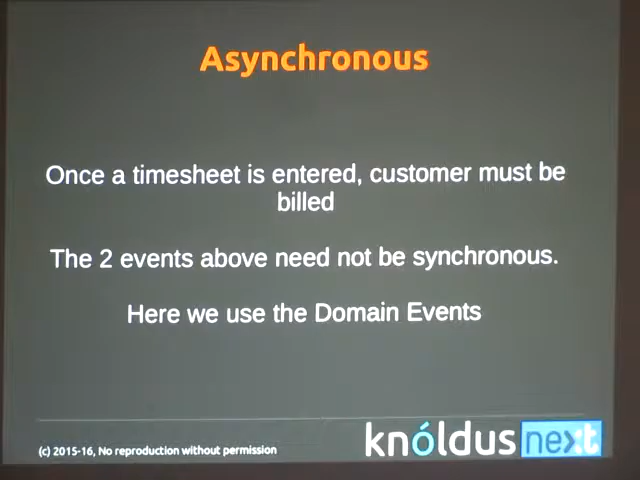 Asynchronous
Once a timesheet is entered, customer must be
billed
The 2 events above need not be synchronous.
Here we use the Domain Events
(c) 2015-16, No reproduction without permission
knóldus next